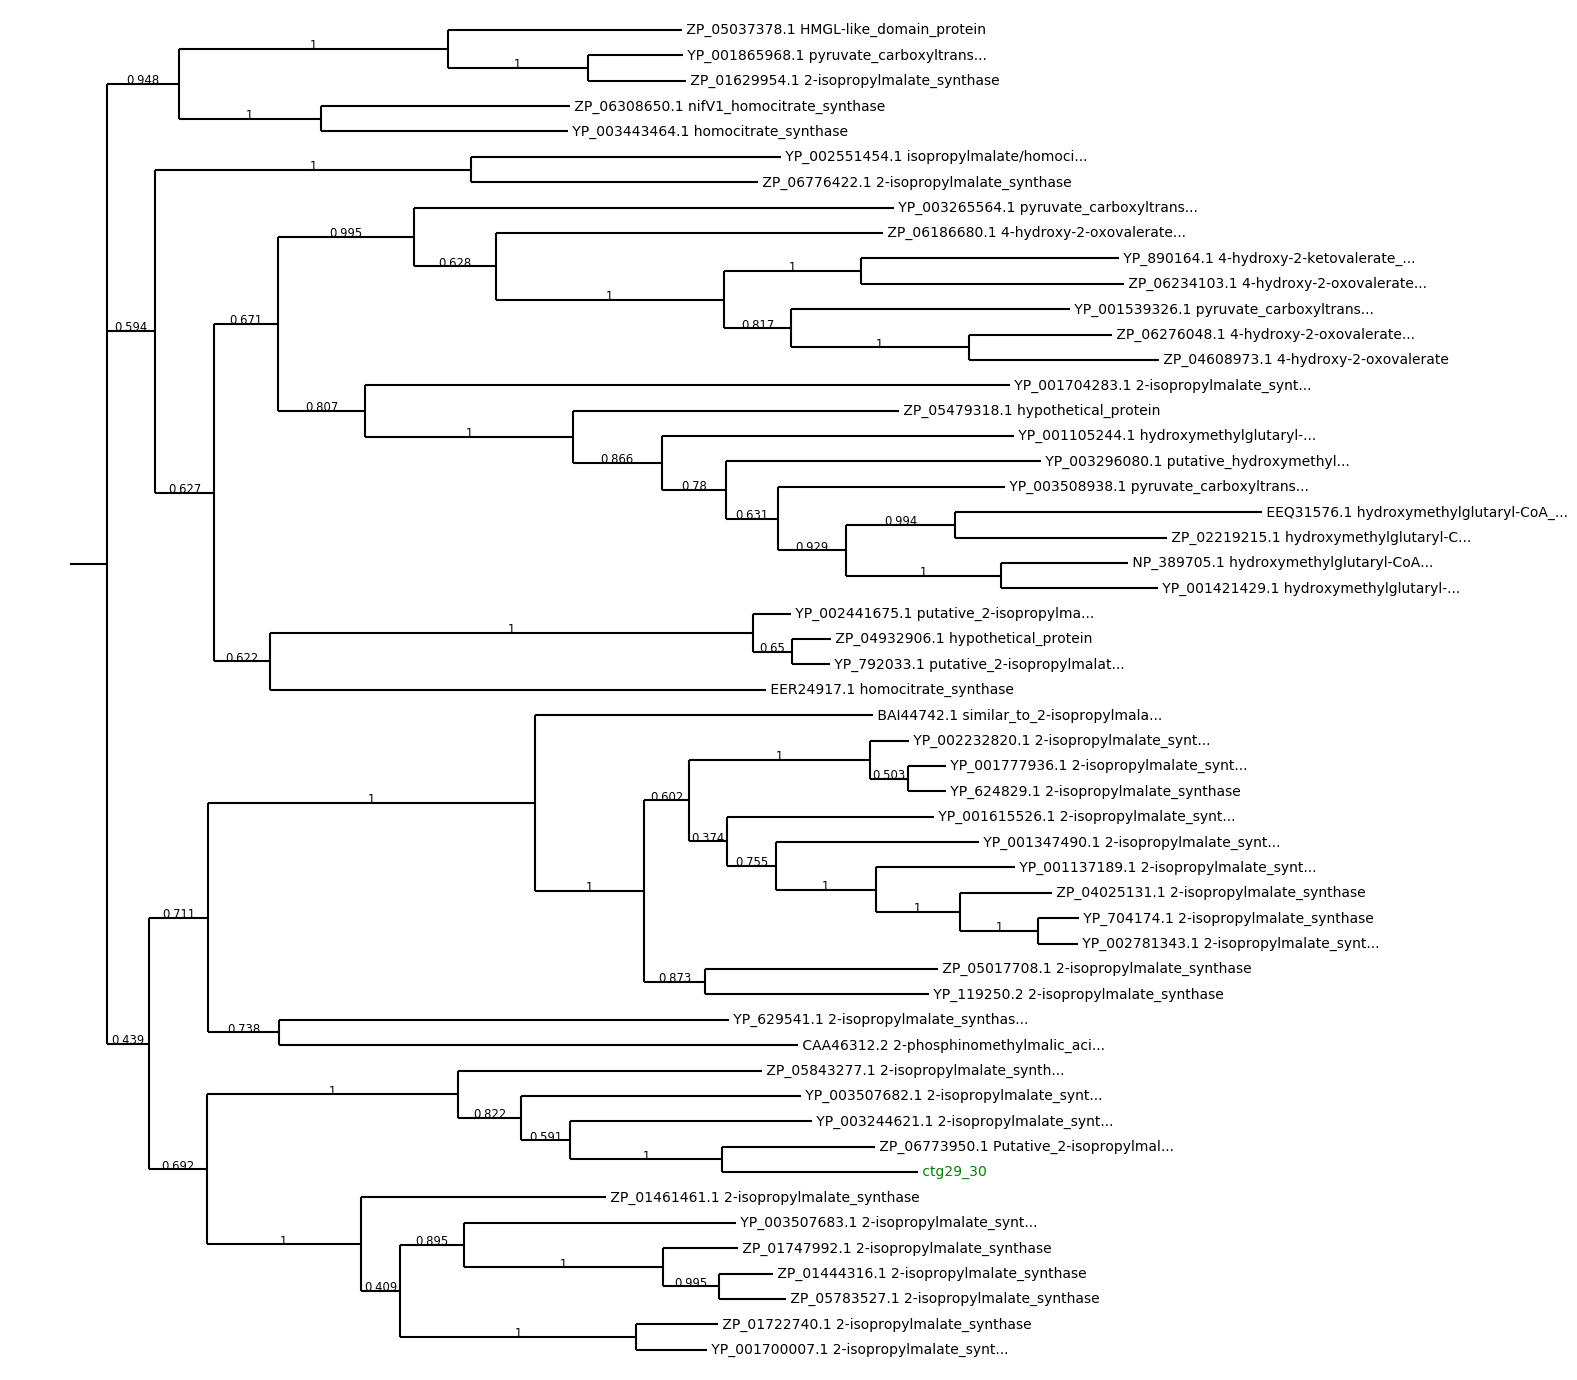 ZP_05037378.1 HMGL-like_domain_protein
1
YP_001865968.1 pyruvate_carboxyltrans...
1
ZP_01629954.1 2-isopropylmalate_synthase
0.948
ZP_06308650.1 nifV1_homocitrate_synthase
1
YP_003443464.1 homocitrate_synthase
YP_002551454.1 isopropylmalate/homoci...
1
ZP_06776422.1 2-isopropylmalate_synthase
YP_003265564.1 pyruvate_carboxyltrans...
0.995
ZP_06186680.1 4-hydroxy-2-oxovalerate...
0.628
YP_890164.1 4-hydroxy-2-ketovalerate_...
1
ZP_06234103.1 4-hydroxy-2-oxovalerate...
1
YP_001539326.1 pyruvate_carboxyltrans...
0.671
0.817
0.594
ZP_06276048.1 4-hydroxy-2-oxovalerate...
1
ZP_04608973.1 4-hydroxy-2-oxovalerate
YP_001704283.1 2-isopropylmalate_synt...
0.807
ZP_05479318.1 hypothetical_protein
1
YP_001105244.1 hydroxymethylglutaryl-...
0.866
YP_003296080.1 putative_hydroxymethyl...
0.627
0.78
YP_003508938.1 pyruvate_carboxyltrans...
0.631
EEQ31576.1 hydroxymethylglutaryl-CoA_...
0.994
ZP_02219215.1 hydroxymethylglutaryl-C...
0.929
NP_389705.1 hydroxymethylglutaryl-CoA...
1
YP_001421429.1 hydroxymethylglutaryl-...
YP_002441675.1 putative_2-isopropylma...
1
ZP_04932906.1 hypothetical_protein
0.65
0.622
YP_792033.1 putative_2-isopropylmalat...
EER24917.1 homocitrate_synthase
BAI44742.1 similar_to_2-isopropylmala...
YP_002232820.1 2-isopropylmalate_synt...
1
YP_001777936.1 2-isopropylmalate_synt...
0.503
YP_624829.1 2-isopropylmalate_synthase
1
0.602
YP_001615526.1 2-isopropylmalate_synt...
0.374
YP_001347490.1 2-isopropylmalate_synt...
0.755
YP_001137189.1 2-isopropylmalate_synt...
1
1
ZP_04025131.1 2-isopropylmalate_synthase
1
0.711
YP_704174.1 2-isopropylmalate_synthase
1
YP_002781343.1 2-isopropylmalate_synt...
ZP_05017708.1 2-isopropylmalate_synthase
0.873
YP_119250.2 2-isopropylmalate_synthase
YP_629541.1 2-isopropylmalate_synthas...
0.738
0.439
CAA46312.2 2-phosphinomethylmalic_aci...
ZP_05843277.1 2-isopropylmalate_synth...
1
YP_003507682.1 2-isopropylmalate_synt...
0.822
YP_003244621.1 2-isopropylmalate_synt...
0.591
ZP_06773950.1 Putative_2-isopropylmal...
1
0.692
ctg29_30
ZP_01461461.1 2-isopropylmalate_synthase
YP_003507683.1 2-isopropylmalate_synt...
1
0.895
ZP_01747992.1 2-isopropylmalate_synthase
1
ZP_01444316.1 2-isopropylmalate_synthase
0.995
0.409
ZP_05783527.1 2-isopropylmalate_synthase
ZP_01722740.1 2-isopropylmalate_synthase
1
YP_001700007.1 2-isopropylmalate_synt...